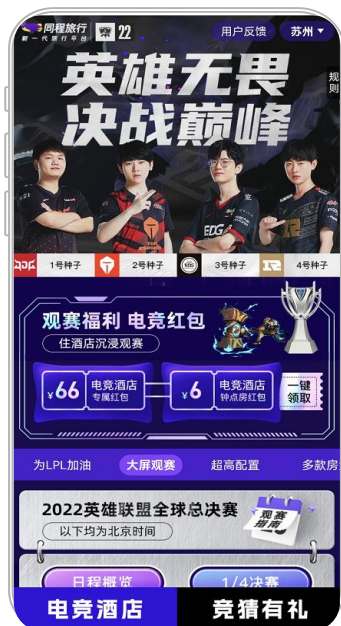 同程旅行
新一代旅行平台
22
用户反馈
苏州
英雄无畏
决战巅峰
规则
EDG
JDG
1号种子
2号种子
EDG
3号种子
4号种子
观赛福利 电竞红包
住酒店沉浸观赛
¥66
电竞酒店
专属红包
¥6
电竞酒店
钟点房红包
一键
领取
为LPL加油
大屏观赛
超高配置
多款房
2022英雄联盟全球总决赛
以下均为北京时间
观赛
指南
日程概览
1/4决赛
电竞酒店
竞猜有礼